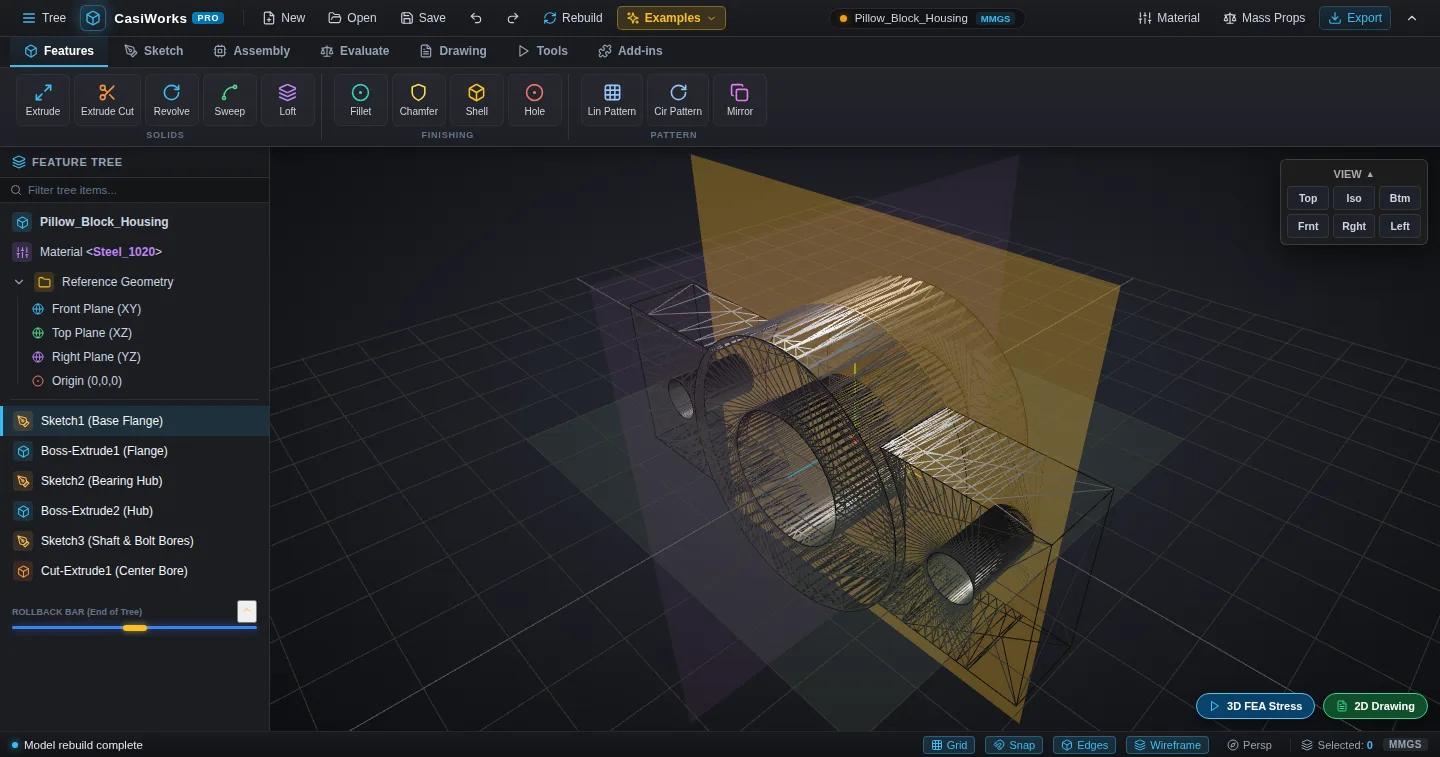 Tree
CasiWorks PRO
New
Open
Save
Rebuild
Examples
Pillow_Block_Housing MMGS
Material
Mass Props
Export
Features
Sketch
Assembly
Evaluate
Drawing
Tools
Add-ins
Extrude
Extrude Cut
Revolve
Sweep
Loft
SOLIDS
Fillet
Chamfer
Shell
Hole
FINISHING
Lin Pattern
Cir Pattern
Mirror
PATTERN
FEATURE TREE
Filter tree items...
Pillow_Block_Housing
Material <Steel_1020>
Reference Geometry
Front Plane (XY)
Top Plane (XZ)
Right Plane (YZ)
Origin (0,0,0)
Sketch1 (Base Flange)
Boss-Extrude1 (Flange)
Sketch2 (Bearing Hub)
Boss-Extrude2 (Hub)
Sketch3 (Shaft & Bolt Bores)
Cut-Extrude1 (Center Bore)
ROLLBACK BAR (End of Tree)
VIEW ▲
Top
Iso
Btm
Frnt
Rght
Left
3D FEA Stress
2D Drawing
Model rebuild complete
Grid
Snap
Edges
Wireframe
Persp
Selected: 0
MMGS